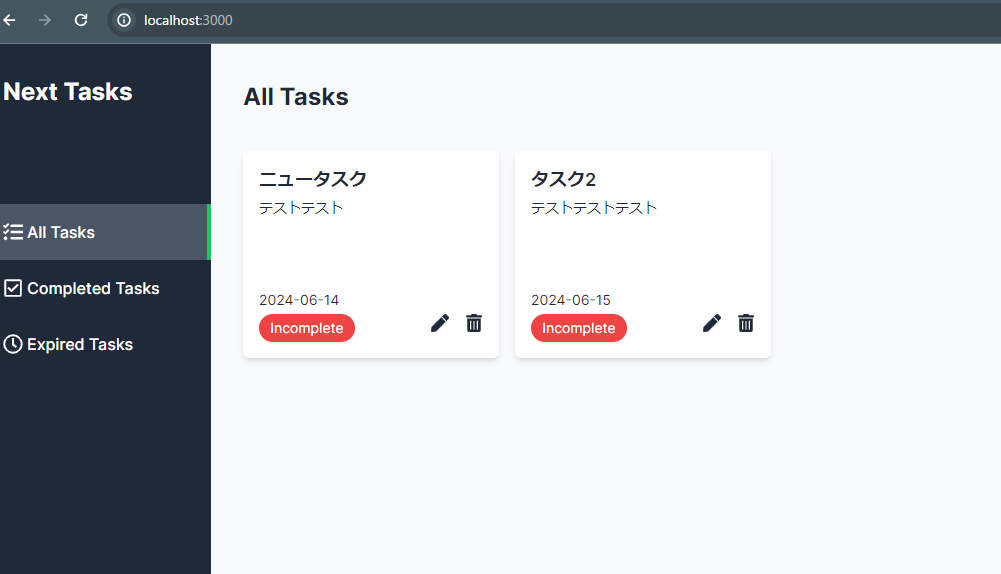 localhost:3000
Next Tasks
All Tasks
Completed Tasks
Expired Tasks
All Tasks
ニュータスク
テストテスト
2024-06-14
Incomplete
タスク2
テストテストテスト
2024-06-15
Incomplete